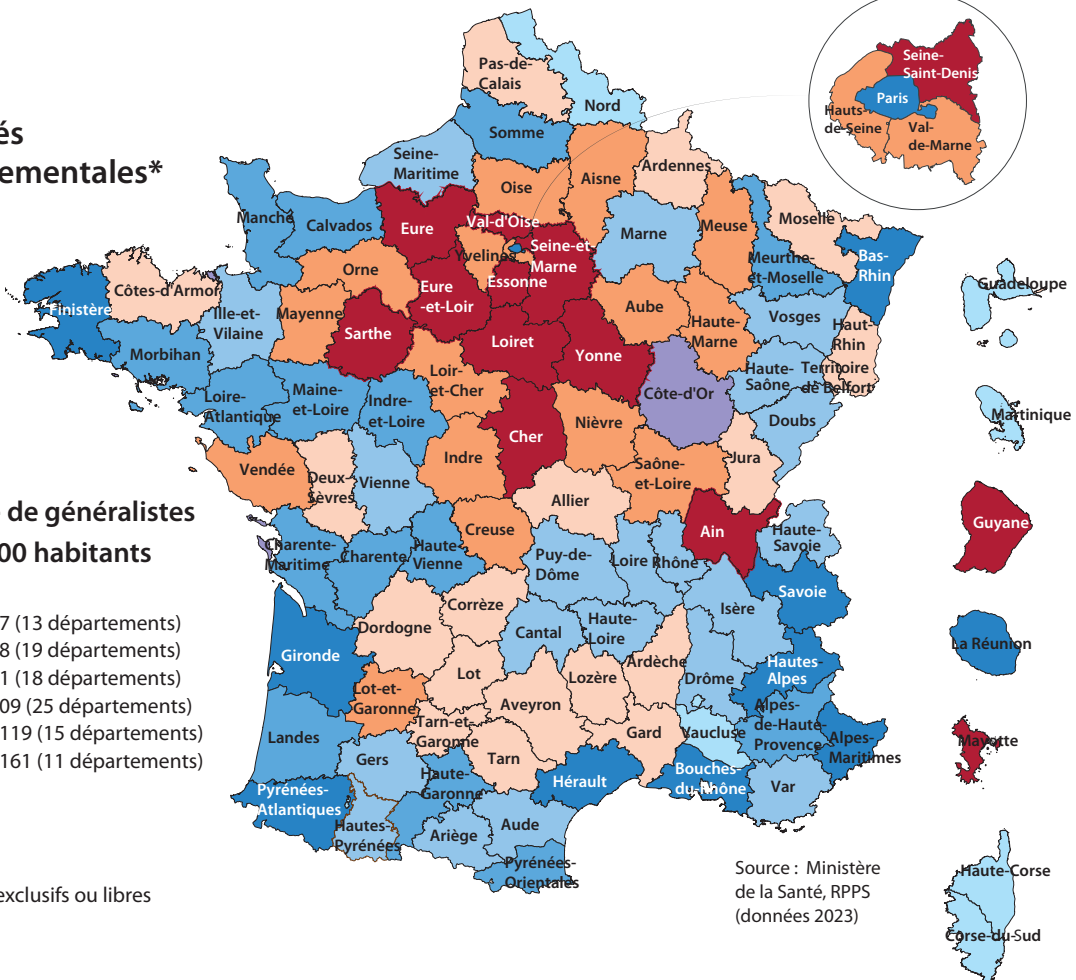 és
ementales*
de généralistes
00 habitants
7 (13 départements)
8 (19 départements)
1 (18 départements)
09 (25 départements)
119 (15 départements)
161 (11 départements)
exclusifs ou libres
Pas-de-
Calais
Nord
Somme
Seine-
Maritime
Oise
Aisne
Ardennes
Manche
Calvados
Eure
Val-d'Oise
Marne
Meuse
Moselle
Yvelines
Seine-et-
Marne
Meurthe-
et-Moselle
Bas-
Rhin
Orne
Essonne
Côtes-d'Armor
Finistère
Ille-et-
Vilaine
Mayenne
Eure
-et-Loir
Aube
Vosges
Sarthe
Haute-
Marne
Haut-
Rhin
Morbihan
Loiret
Yonne
Loir-
et-Cher
Haute-
Saône
Territoire
de Belfort
Loire-
Atlantique
Maine-
et-Loire
Indre-
et-Loire
Côte-d'Or
Doubs
Cher
Nièvre
Vendée
Deux-
Sèvres
Vienne
Indre
Saône-
et-Loire
Jura
Allier
Creuse
Ain
Haute-
Savoie
Charente-
Maritime
Charente
Haute-
Vienne
Puy-de-
Dôme
Loire
Rhône
Savoie
Corrèze
Isère
Dordogne
Cantal
Haute-
Loire
Gironde
Ardèche
Hautes-
Alpes
Lot
Lozère
Drôme
Lot-et-
Garonne
Aveyron
Alpes-
de-Haute-
Provence
Tarn-et-
Garonne
Gard
Vaucluse
Alpes-
Maritimes
Landes
Gers
Tarn
Haute-
Garonne
Hérault
Bouches-
du-Rhône
Var
Pyrénées-
Atlantiques
Hautes-
Pyrénées
Ariège
Aude
Pyrénées-
Orientales
Seine-
Saint-Denis
Paris
Hauts-
de-Seine
Val-
de-Marne
Guadeloupe
Martinique
Guyane
La Réunion
Mayotte
Haute-Corse
Corse-du-Sud
Source : Ministère
de la Santé, RPPS
(données 2023)